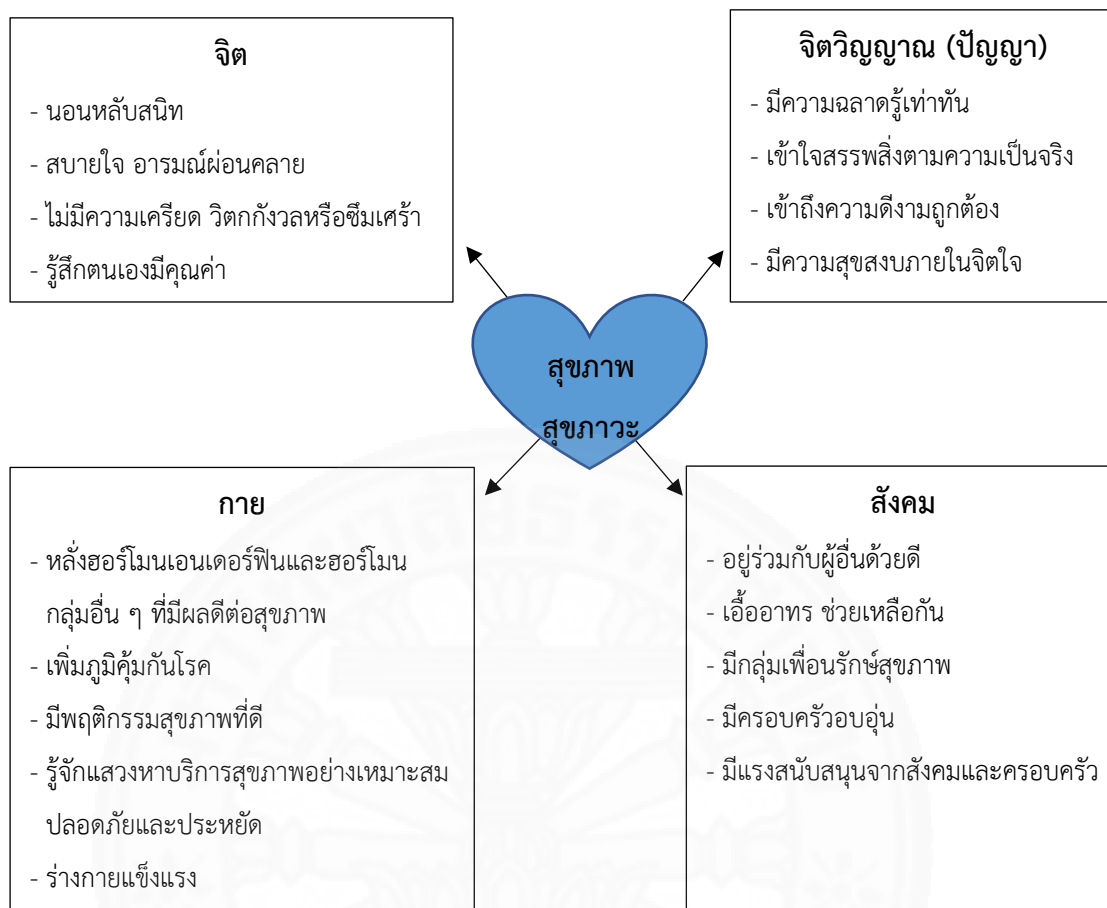 จิต
- นอนหลับสนิท
- สบายใจ อารมณ์ผ่อนคลาย
- ไม่มีความเครียด วิตกกังวลหรือซึมเศร้า
- รู้สึกตนเองมีคุณค่า
จิตวิญญาณ (ปัญญา)
- มีความฉลาดรู้เท่าทัน
- เข้าใจสรรพสิ่งตามความเป็นจริง
- เข้าถึงความดีงามถูกต้อง
- มีความสุขสงบภายในจิตใจ
สุขภาพ
สุขภาวะ
กาย
- หลั่งฮอร์โมนเอนเดอร์ฟินและฮอร์โมน
กลุ่มอื่น ๆ ที่มีผลดีต่อสุขภาพ
- เพิ่มภูมิคุ้มกันโรค
- มีพฤติกรรมสุขภาพที่ดี
- รู้จักแสวงหาบริการสุขภาพอย่างเหมาะสม
ปลอดภัยและประหยัด
- ร่างกายแข็งแรง
สังคม
- อยู่ร่วมกับผู้อื่นด้วยดี
- เอื้ออาทร ช่วยเหลือกัน
- มีกลุ่มเพื่อนรักษ์สุขภาพ
- มีครอบครัวอบอุ่น
- มีแรงสนับสนุนจากสังคมและครอบครัว